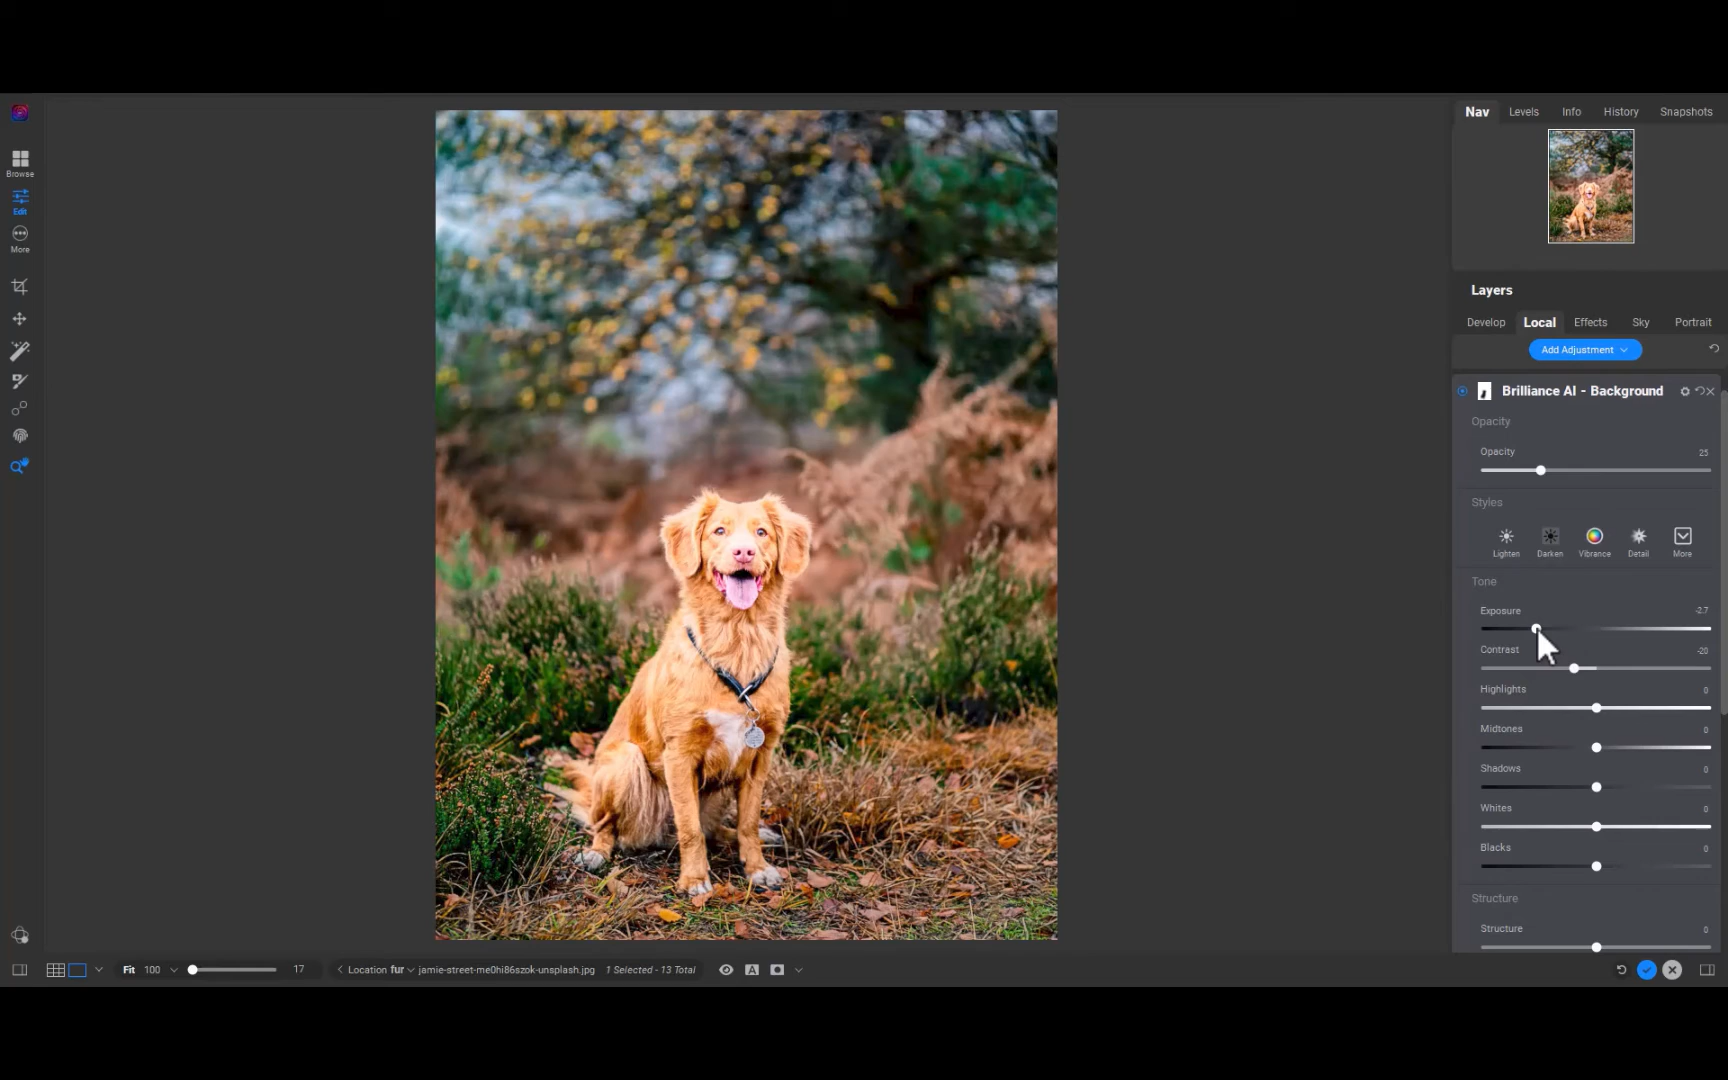 Nav Levels Info History Snapshots
Browse
Edit
More
Layers
Develop Local Effects Sky Portrait
Add Adjustment
Brilliance AI - Background
Opacity
Opacity 25
Styles
Lighten Darken Vibrance Detail More
Tone
Exposure -2.7
Contrast -20
Highlights 0
Midtones 0
Shadows 0
Whites 0
Blacks 0
Structure
Structure 0
Fit 100 17 Location fur jamie-street-me0hi86szok-unsplash.jpg 1 Selected - 13 Total A